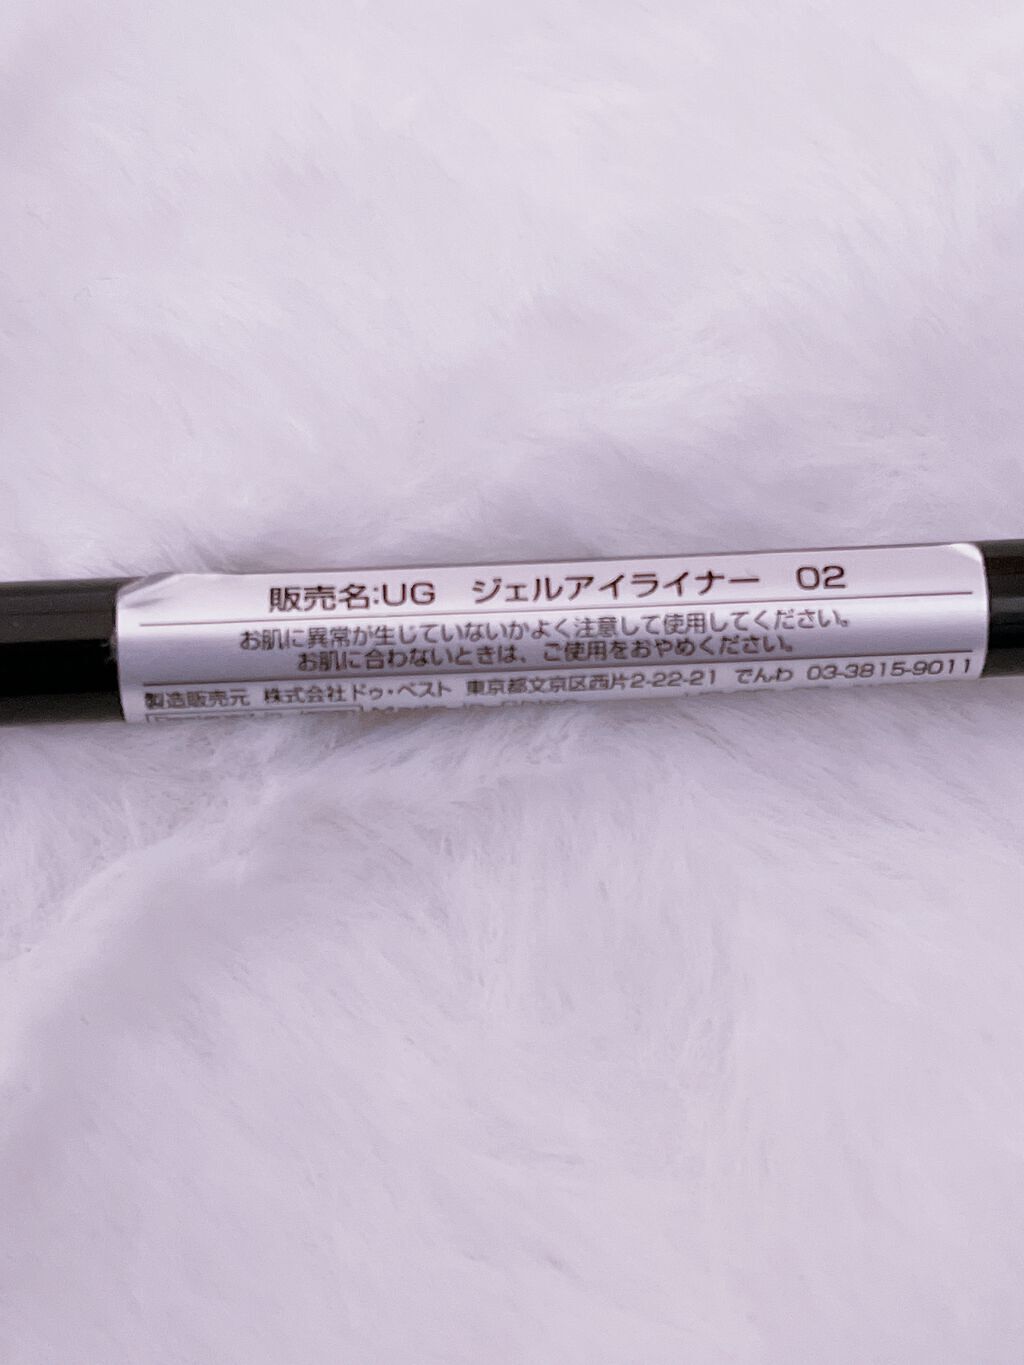 販売名:UG ジェルアイライナー 02
お肌に異常が生じていないかよく注意して使用してください。
お肌に合わないときは、ご使用をおやめください。
製造販売元 株式会社ドゥ・ベスト 東京都文京区西片2-22-21 でんわ 03-3815-9011